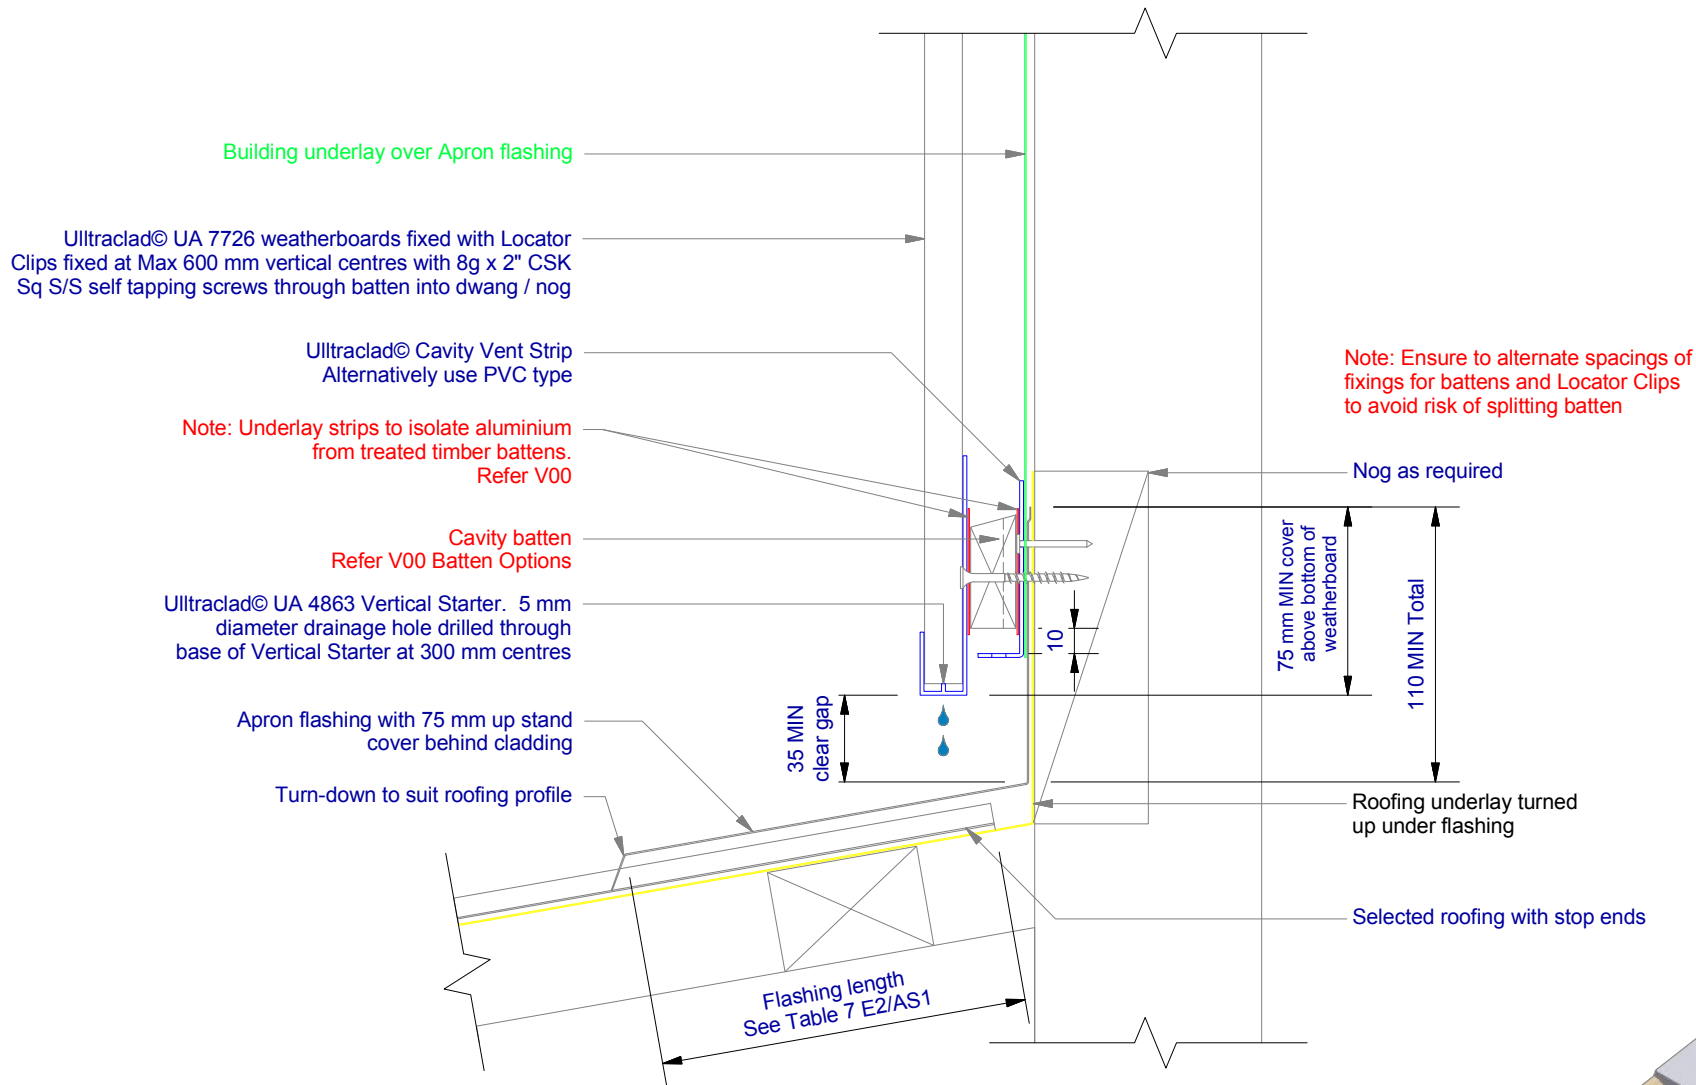 Building underlay over Apron flashing
Ulltraclad© UA 7726 weatherboards fixed with Locator
Clips fixed at Max 600 mm vertical centres with 8g x 2" CSK
Sq S/S self tapping screws through batten into dwang / nog
Ulltraclad© Cavity Vent Strip
Alternatively use PVC type
Note: Underlay strips to isolate aluminium
from treated timber battens.
Refer V00
Cavity batten
Refer V00 Batten Options
Ulltraclad© UA 4863 Vertical Starter.  5 mm
diameter drainage hole drilled through
base of Vertical Starter at 300 mm centres
Apron flashing with 75 mm up stand
cover behind cladding
Turn-down to suit roofing profile
35 MIN
clear gap
10
75 mm MIN cover
above bottom of
weatherboard
110 MIN Total
Note: Ensure to alternate spacings of
fixings for battens and Locator Clips
to avoid risk of splitting batten
Nog as required
Roofing underlay turned
up under flashing
Selected roofing with stop ends
Flashing length
See Table 7 E2/AS1